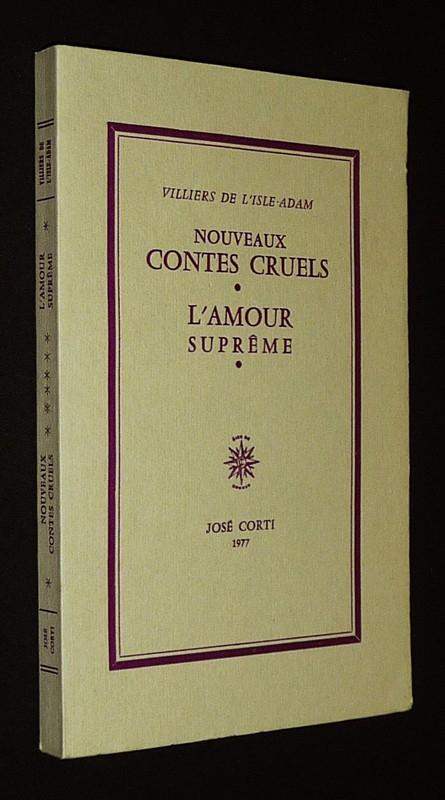 VILLIERS DE L'ISLE-ADAM
NOUVEAUX
CONTES CRUELS
•
L'AMOUR
SUPRÊME
•
JOSÉ CORTI
1977
VILLIERS DE
L'ISLE-ADAM
*
L'AMOUR
SUPRÊME
* * * * * *
NOUVEAUX
CONTES CRUELS
*
JOSÉ
CORTI